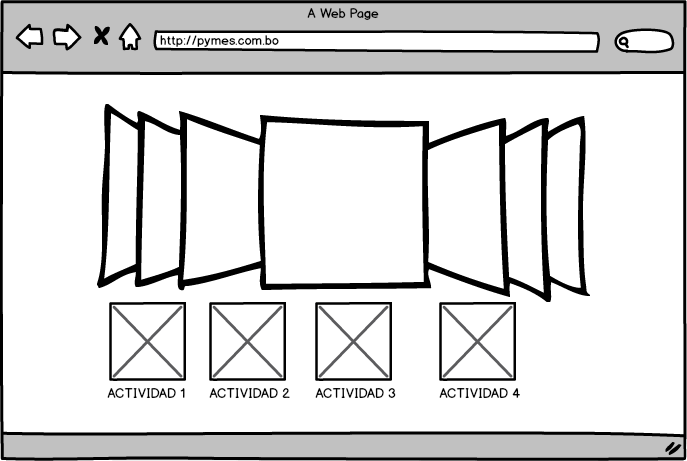 A Web Page
http://pymes.com.bo
ACTIVIDAD 1 ACTIVIDAD 2 ACTIVIDAD 3 ACTIVIDAD 4